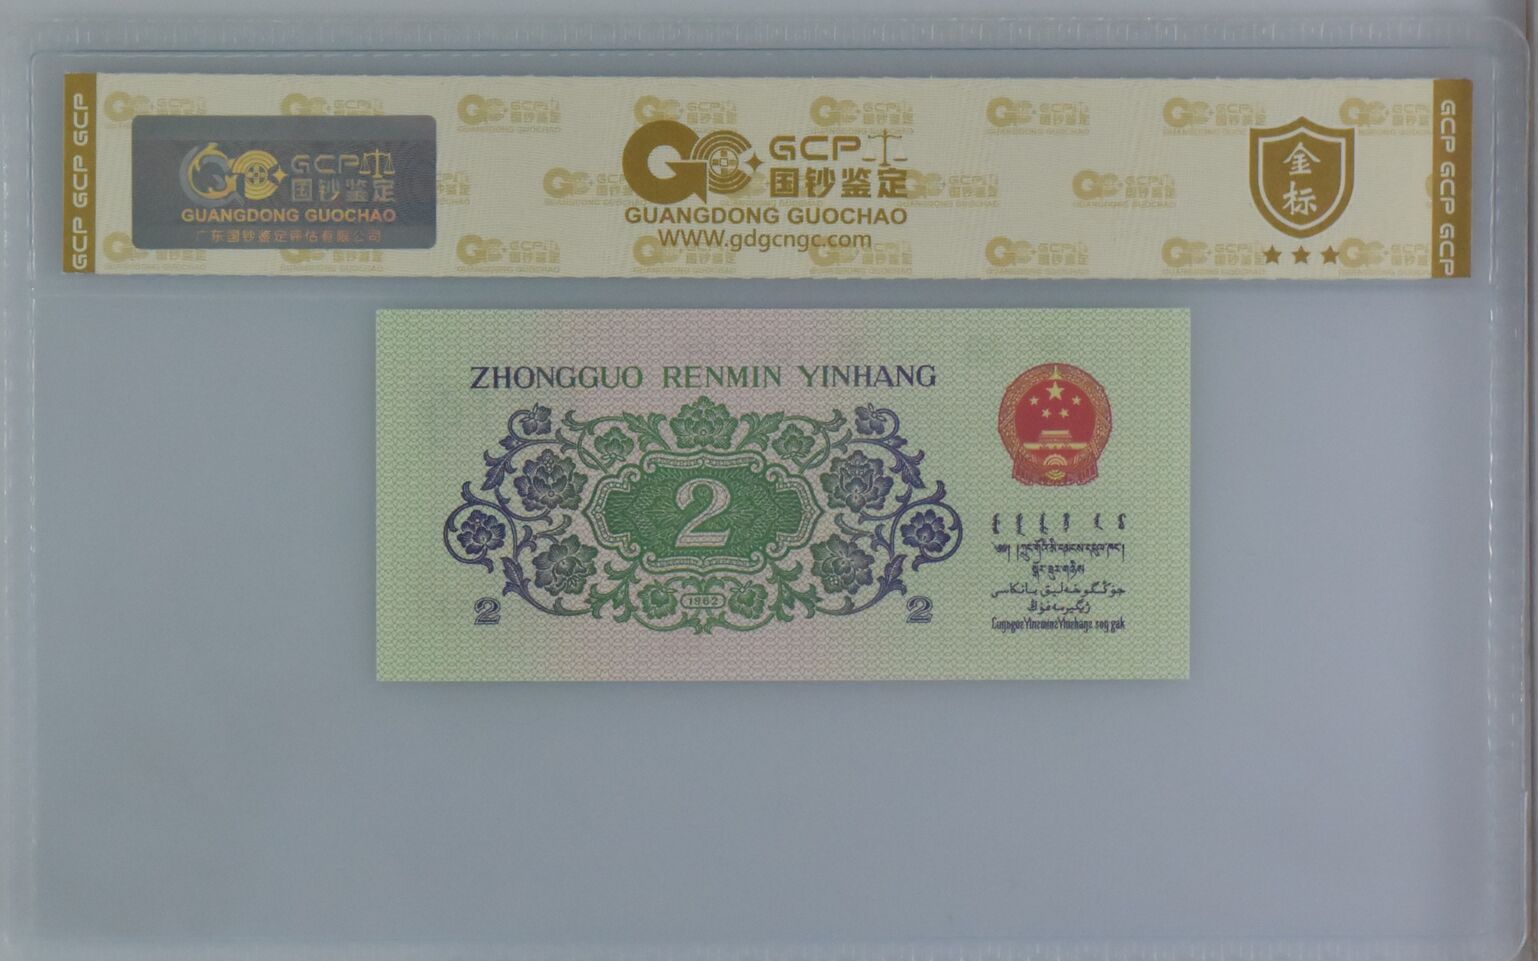 GCP GCP GCP
GCP 国钞鉴定
GUANGDONG GUOCHAO
广东国钞鉴定评估有限公司
GCP
国钞鉴定
GUANGDONG GUOCHAO
WWW.gdgcngc.com
金标
GCP GCP GCP
ZHONGGUO RENMIN YINHANG
2
1962
2
2